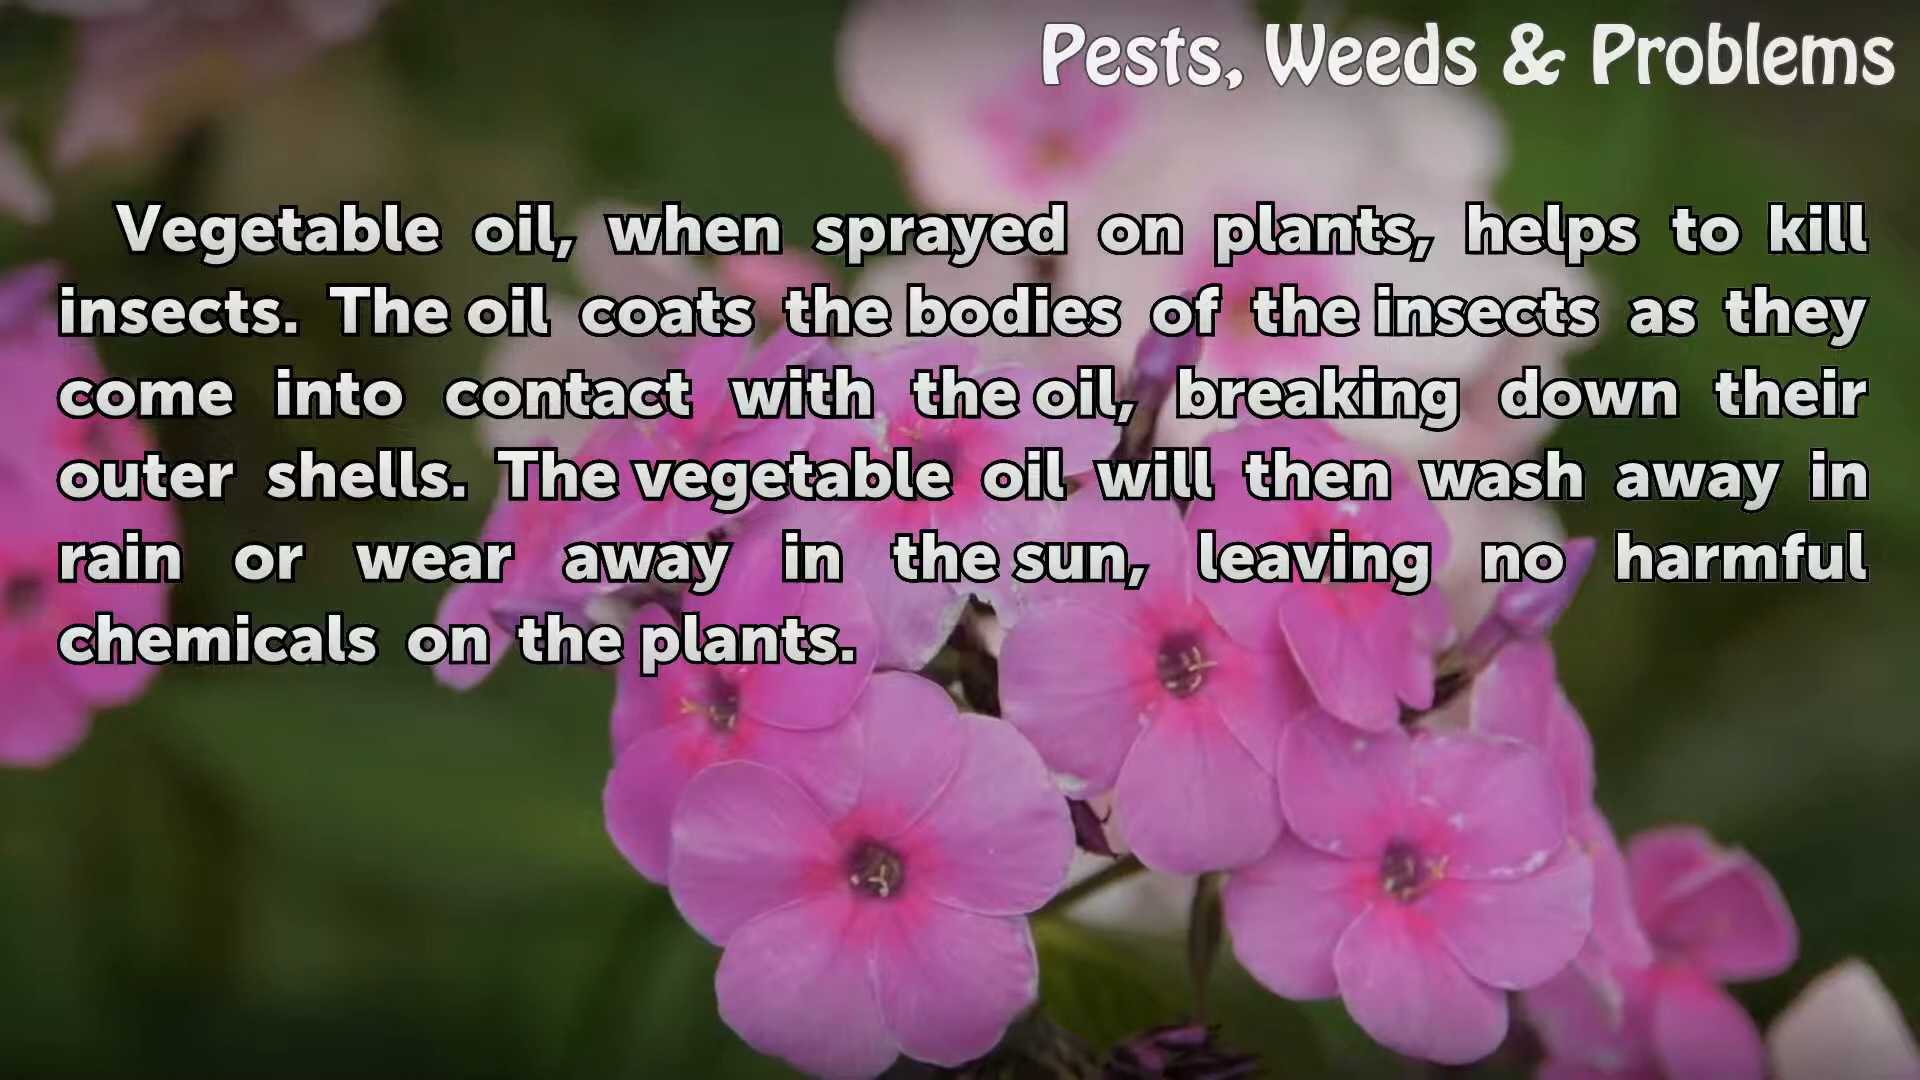 Pests, Weeds & Problems
Vegetable oil, when sprayed on plants, helps to kill
insects. The oil coats the bodies of the insects as they
come into contact with the oil, breaking down their
outer shells. The vegetable oil will then wash away in
rain or wear away in the sun, leaving no harmful
chemicals on the plants.